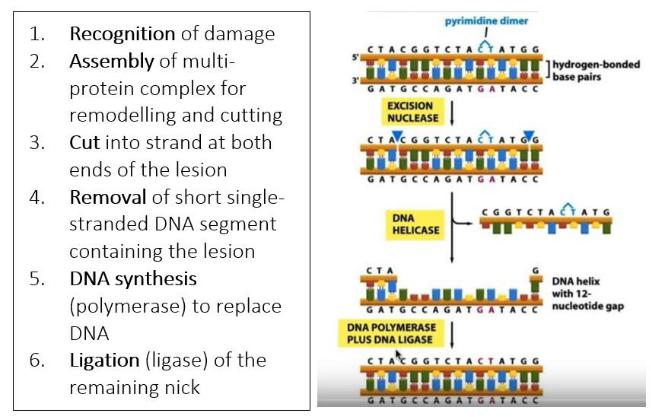 1. Recognition of damage
2. Assembly of multi-
protein complex for
remodelling and cutting
3. Cut into strand at both
ends of the lesion
4. Removal of short single-
stranded DNA segment
containing the lesion
5. DNA synthesis
(polymerase) to replace
DNA
6. Ligation (ligase) of the
remaining nick
pyrimidine dimer
C T A C G G T C T A C T A T G G
5'
hydrogen-bonded
base pairs
3'
G A T G C C A G A T G A T A C C
EXCISION
NUCLEASE
C T A C G G T C T A C T A T G G
G A T G C C A G A T G A T A C C
DNA
HELICASE
C G G T C T A C T A T G
C T A
G
DNA helix
with 12-
nucleotide gap
G A T G C C A G A T G A T A C C
DNA POLYMERASE
PLUS DNA LIGASE
C T A C G G T C T A C T A T G G
G A T G C C A G A T G A T A C C